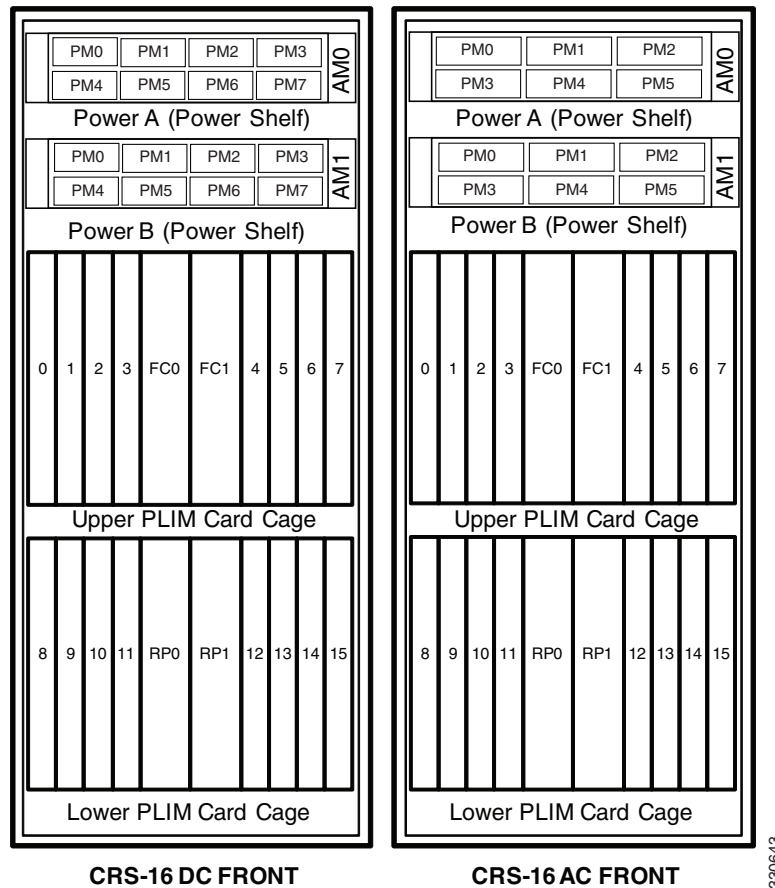 PM0 PM1 PM2 PM3
PM4 PM5 PM6 PM7
AM0
Power A (Power Shelf)
PM0 PM1 PM2 PM3
PM4 PM5 PM6 PM7
AM1
Power B (Power Shelf)
0 1 2 3 FC0 FC1 4 5 6 7
Upper PLIM Card Cage
8 9 10 11 RP0 RP1 12 13 14 15
Lower PLIM Card Cage
CRS-16 DC FRONT
PM0 PM1 PM2
PM3 PM4 PM5
AM0
Power A (Power Shelf)
PM0 PM1 PM2
PM3 PM4 PM5
AM1
Power B (Power Shelf)
0 1 2 3 FC0 FC1 4 5 6 7
Upper PLIM Card Cage
8 9 10 11 RP0 RP1 12 13 14 15
Lower PLIM Card Cage
CRS-16 AC FRONT
330643